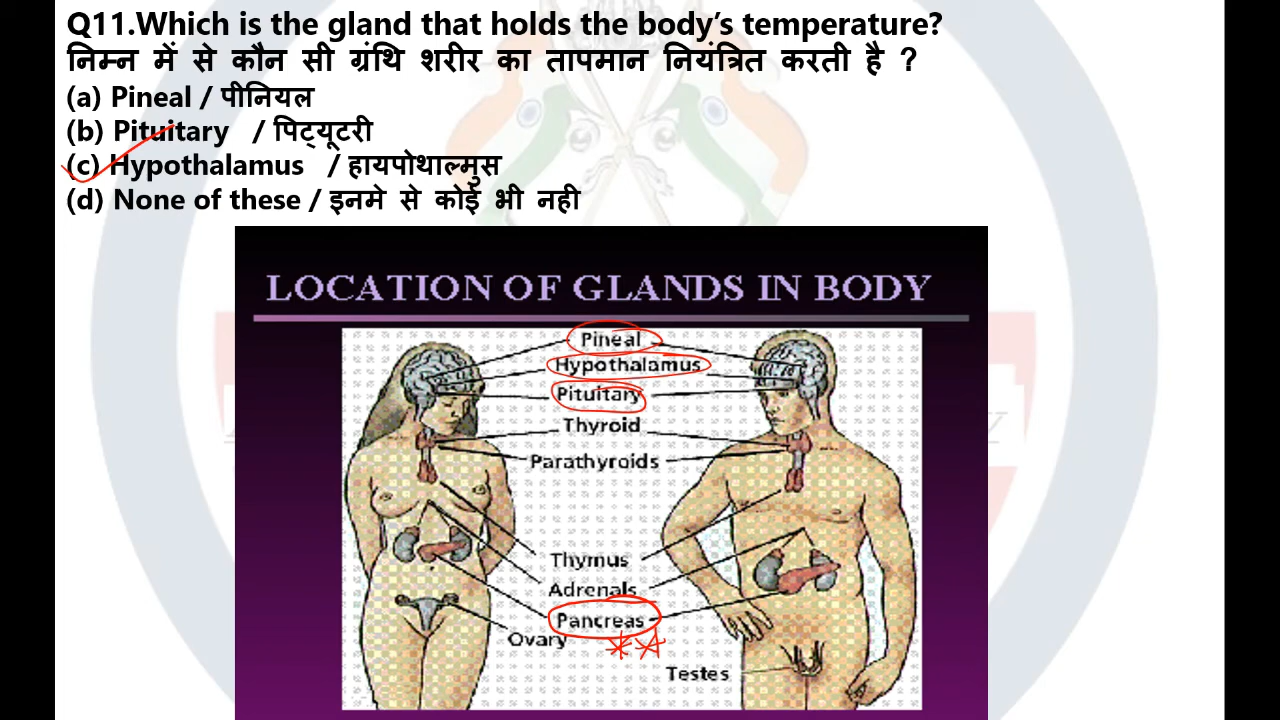 Q11.Which is the gland that holds the body’s temperature?
निम्न में से कौन सी ग्रंथि शरीर का तापमान नियंत्रित करती है ?
(a) Pineal / पीनियल
(b) Pituitary / पिट्यूटरी
(c) Hypothalamus / हायपोथाल्मुस
(d) None of these / इनमे से कोई भी नही
LOCATION OF GLANDS IN BODY
Pineal
Hypothalamus
Pituitary
Thyroid
Parathyroids
Thymus
Adrenals
Pancreas
Ovary
Testes